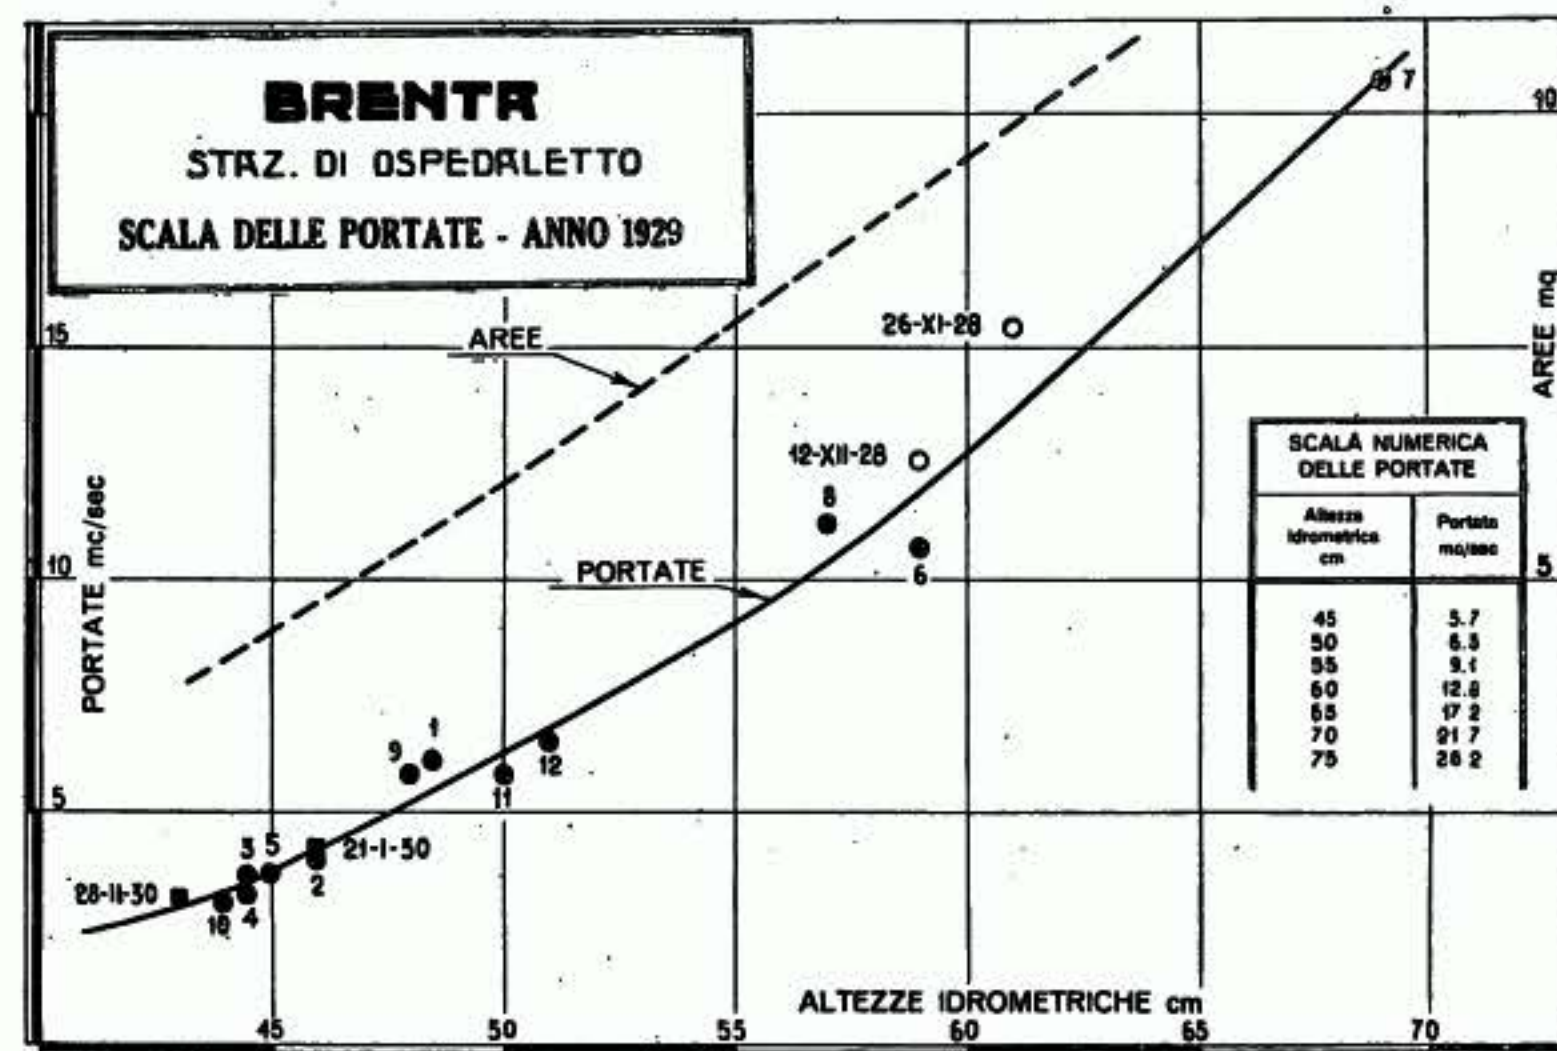 BRENTA
STAZ. DI OSPEDALETTO
SCALA DELLE PORTATE - ANNO 1929
10
7
AREE mq
26-XI-28
15
AREE
SCALA NUMERICA
DELLE PORTATE
Altezza
Idrometrica
cm
Portata
mc/sec
45 3.7
50 6.3
55 9.1
60 12.8
65 17 2
70 21 7
75 26 2
12-XII-28
8
PORTATE mc/sec
10
PORTATE
6
5
1
9
12
11
5
3 5
21-I-30
2
28-II-30
10
4
ALTEZZE IDROMETRICHE cm
45 50 55 60 65 70